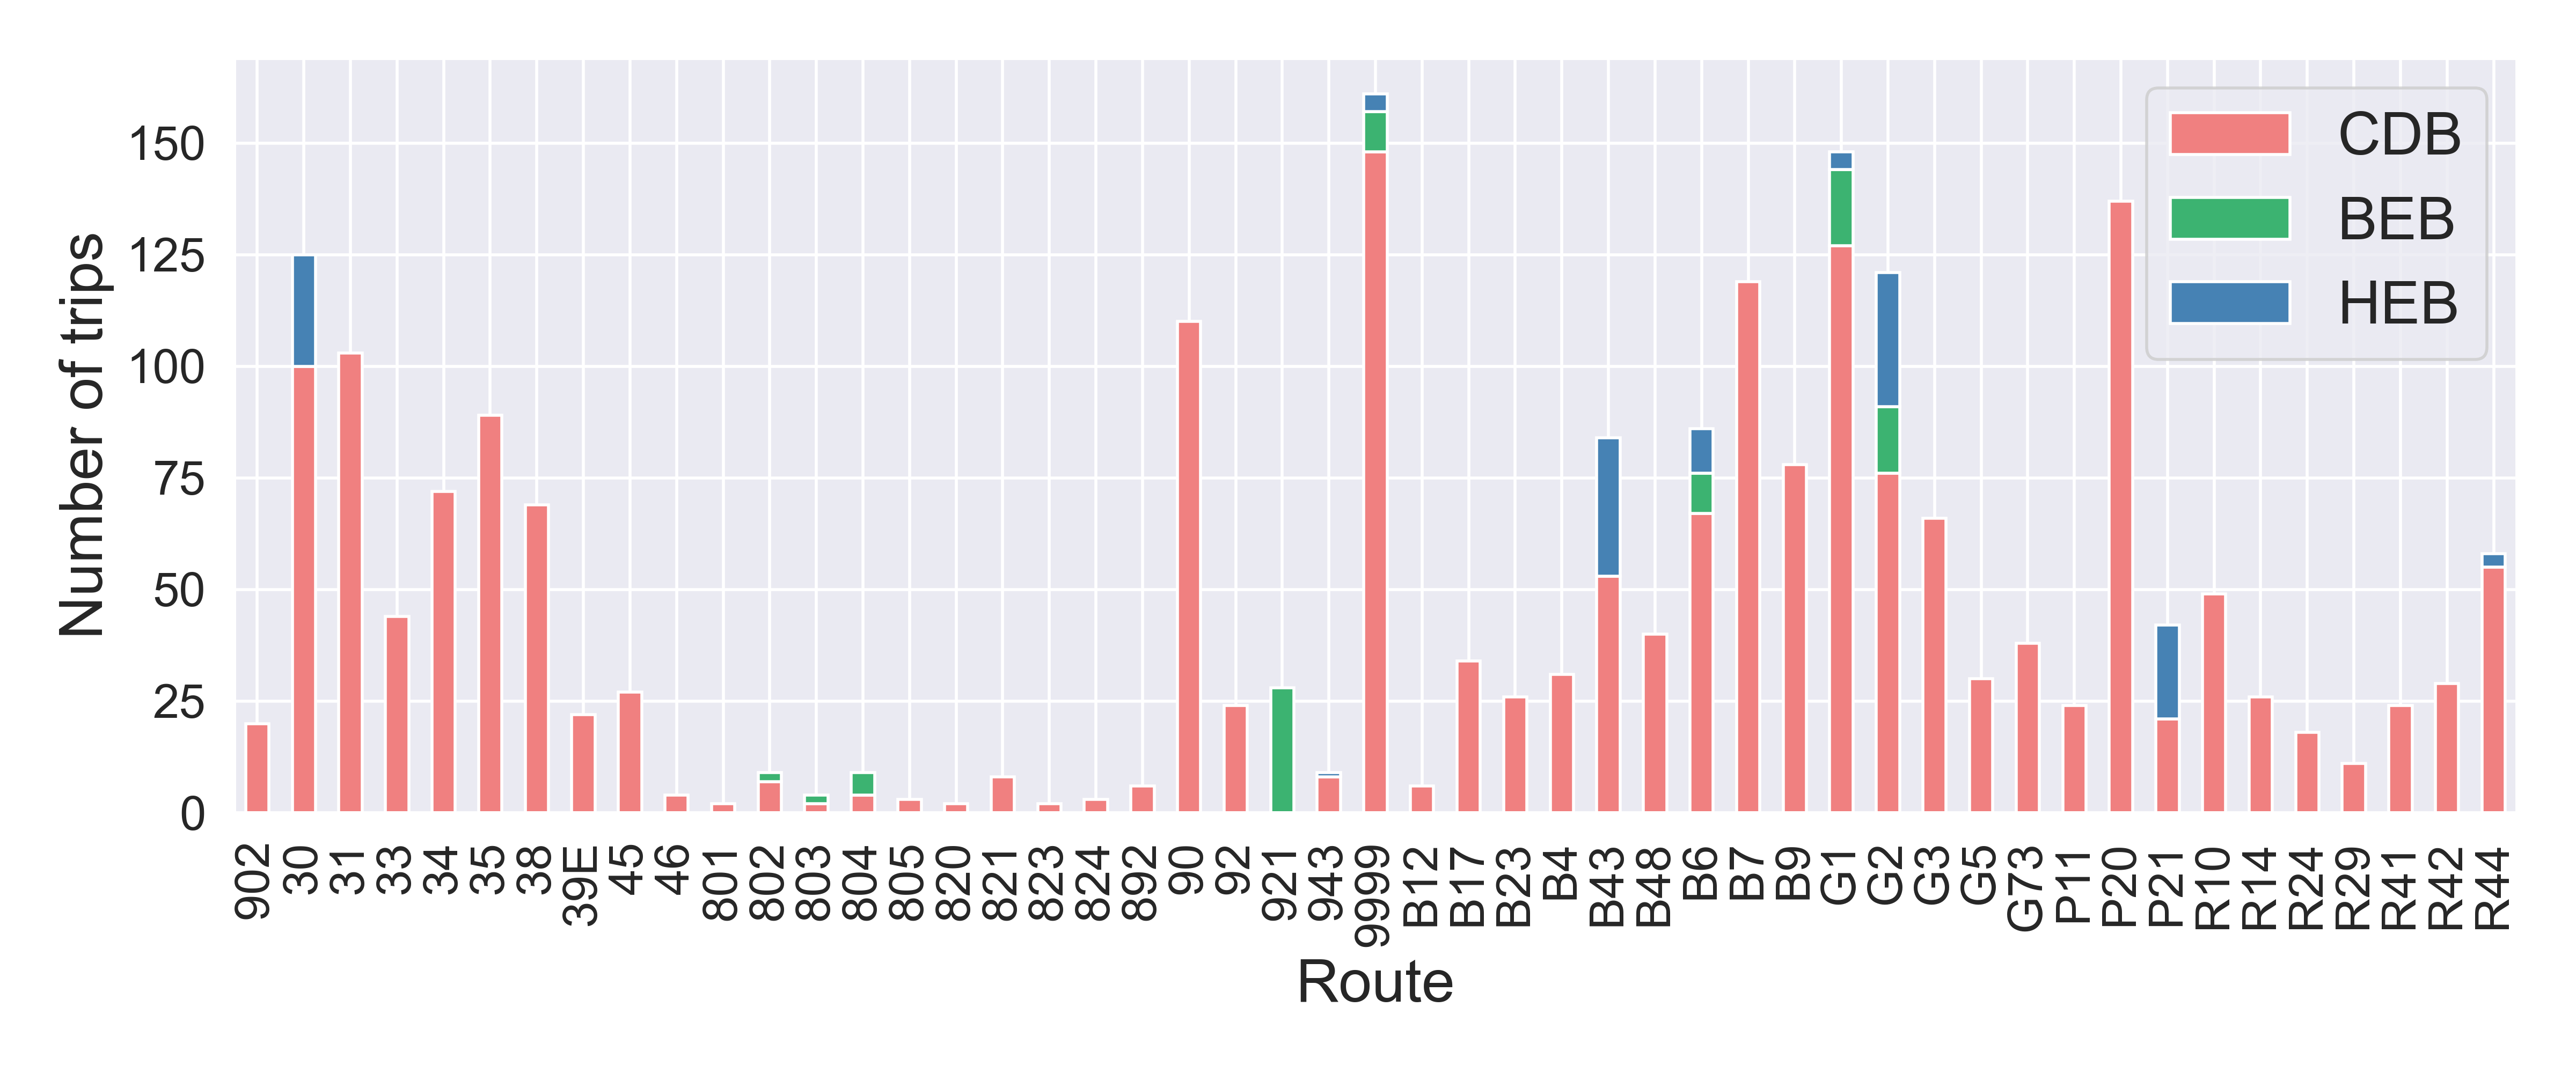 Number of trips
150
125
100
75
50
25
0
CDB
BEB
HEB
902 30 31 33 34 35 38 39E 45 46 801 802 803 804 805 820 821 823 824 892 90 92 921 943 9999 B12 B17 B23 B4 B43 B48 B6 B7 B9 G1 G2 G3 G5 G73 P11 P20 P21 R10 R14 R24 R29 R41 R42 R44
Route